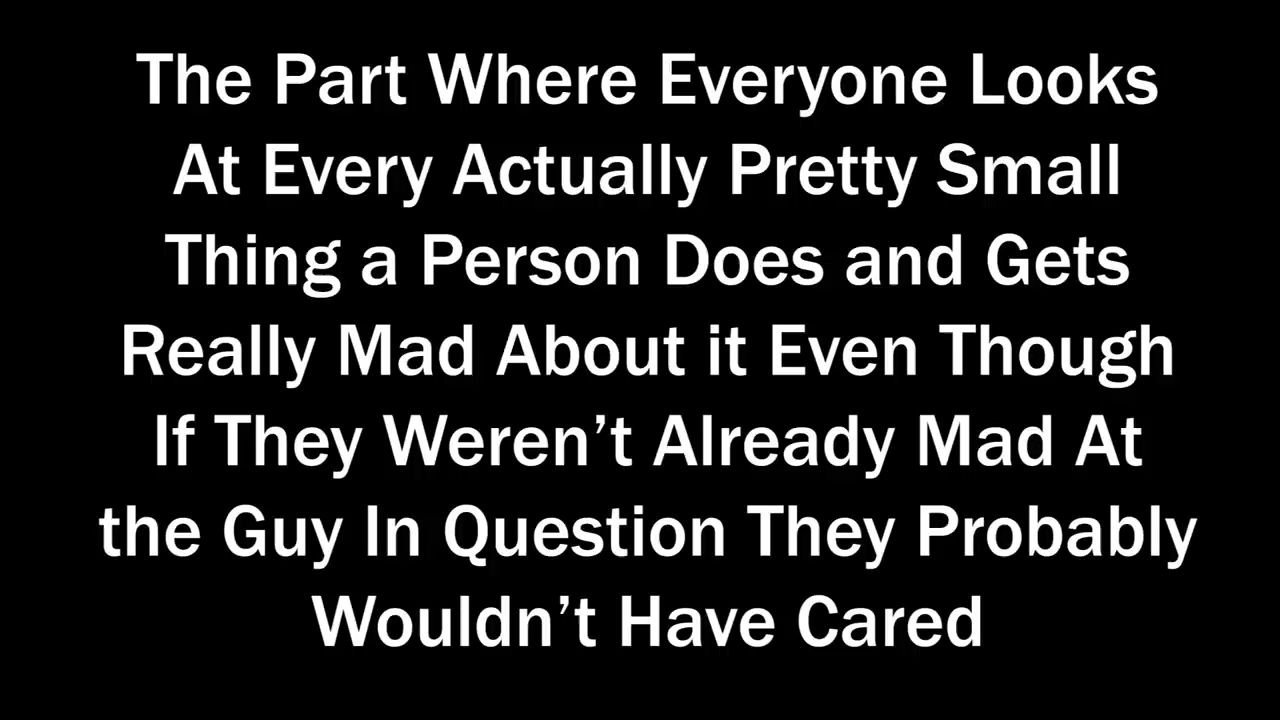 The Part Where Everyone Looks
At Every Actually Pretty Small
Thing a Person Does and Gets
Really Mad About it Even Though
If They Weren’t Already Mad At
the Guy In Question They Probably
Wouldn’t Have Cared